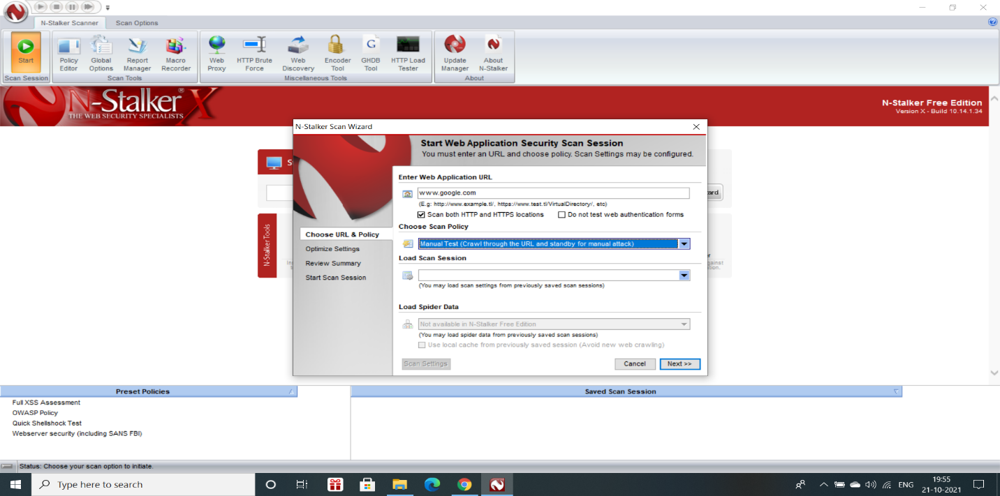 N-Stalker Scanner
Scan Options
Start
Policy Editor
Global Options
Report Manager
Macro Recorder
Web Proxy
HTTP Brute Force
Web Discovery
Encoder Tool
G
GHDB Tool
HTTP Load Tester
Update Manager
About N-Stalker
Scan Session
Scan Tools
Miscellaneous Tools
About
N-Stalker® X
THE WEB SECURITY SPECIALISTS
N-Stalker Free Edition
Version X - Build 10.14.1.34
N-Stalker Scan Wizard
Start Web Application Security Scan Session
You must enter an URL and choose policy. Scan Settings may be configured.
Choose URL & Policy
Optimize Settings
Review Summary
Start Scan Session
Enter Web Application URL
www.google.com
(E.g: http://www.example.tl/, https://www.test.tl/VirtualDirectory/, etc)
Scan both HTTP and HTTPS locations
Do not test web authentication forms
Choose Scan Policy
Manual Test (Crawl through the URL and standby for manual attack)
Load Scan Session
(You may load scan settings from previously saved scan sessions)
Load Spider Data
Not available in N-Stalker Free Edition
(You may load spider data from previously saved scan sessions)
Use local cache from previously saved session (Avoid new web crawling)
Scan Settings
Cancel
Next >>
N-Stalker Tools
Preset Policies
Full XSS Assessment
OWASP Policy
Quick Shellshock Test
Webserver security (including SANS FBI)
Saved Scan Session
Status: Choose your scan option to initiate.
Type here to search
ENG
19:55
21-10-2021